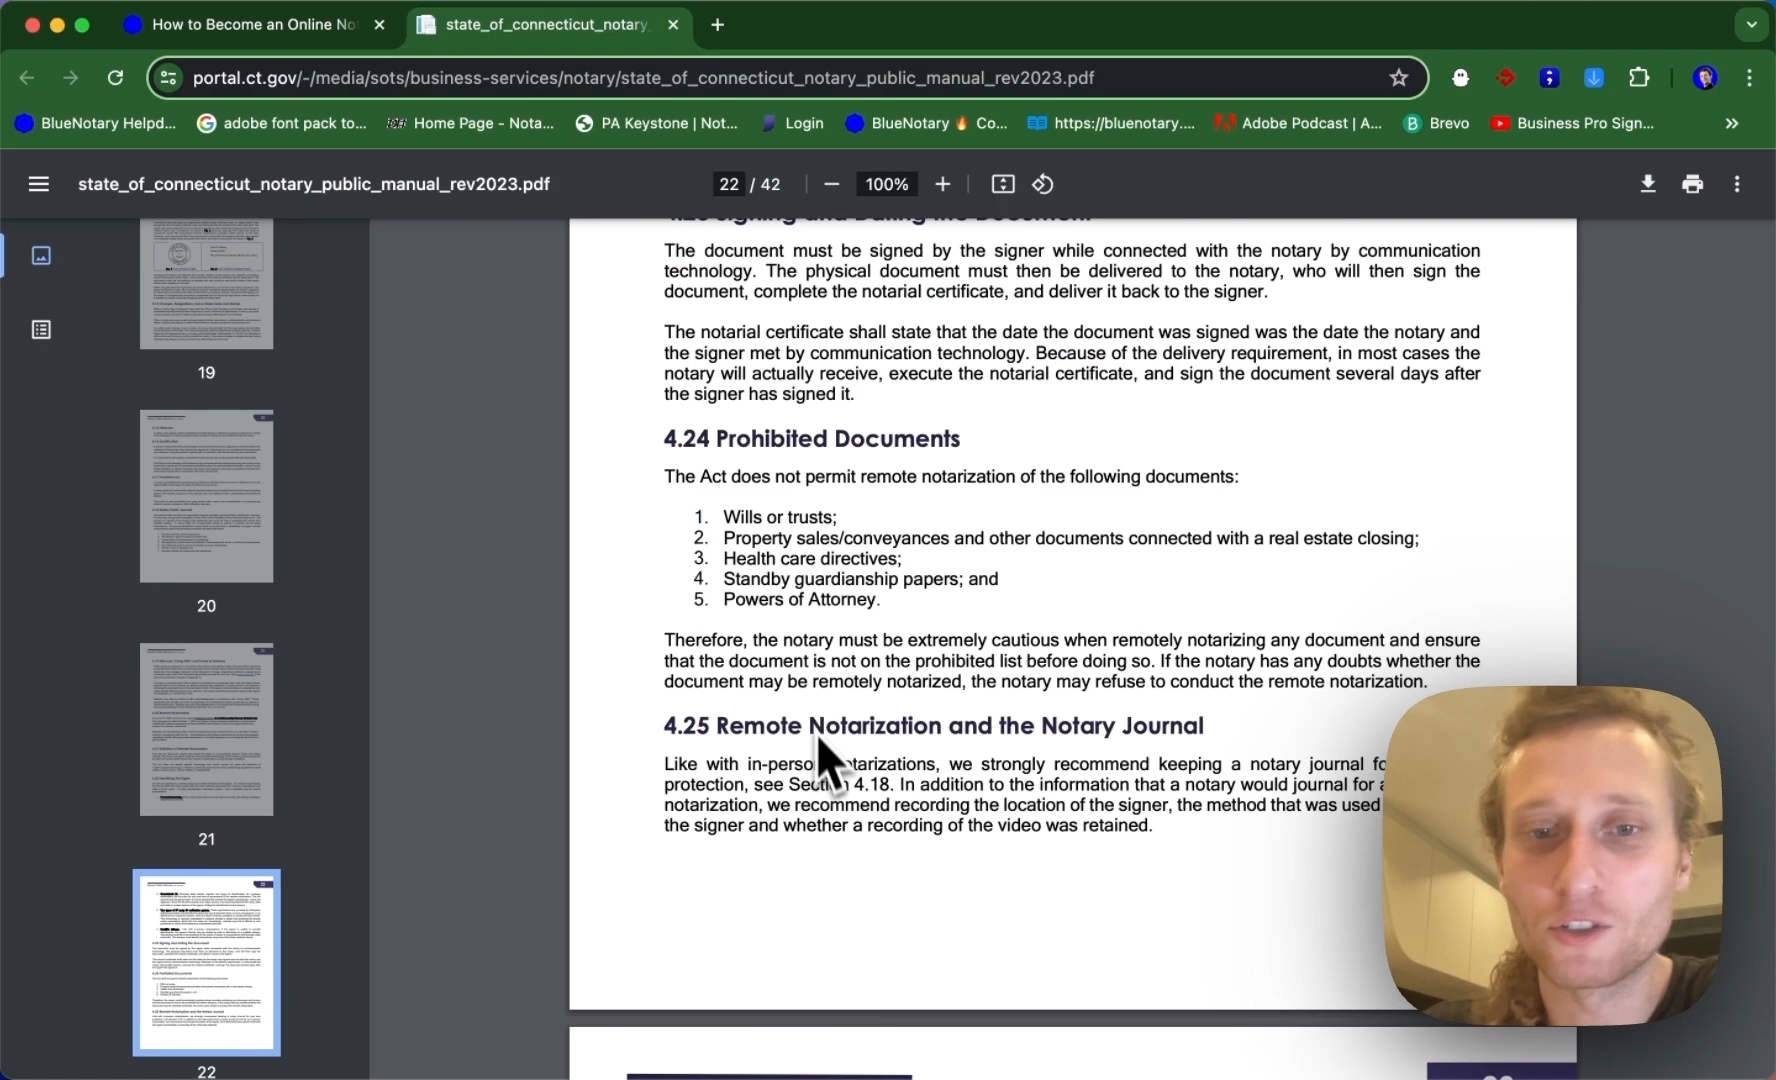 How to Become an Online No
state_of_connecticut_notary_
portal.ct.gov/-/media/sots/business-services/notary/state_of_connecticut_notary_public_manual_rev2023.pdf
BlueNotary Helpd...
adobe font pack to...
Home Page - Nota...
PA Keystone | Not...
Login
BlueNotary 🔥 Co...
https://bluenotary....
Adobe Podcast | A...
Brevo
Business Pro Sign...
state_of_connecticut_notary_public_manual_rev2023.pdf
22 / 42
100%
19
20
21
22
The document must be signed by the signer while connected with the notary by communication
technology. The physical document must then be delivered to the notary, who will then sign the
document, complete the notarial certificate, and deliver it back to the signer.
The notarial certificate shall state that the date the document was signed was the date the notary and
the signer met by communication technology. Because of the delivery requirement, in most cases the
notary will actually receive, execute the notarial certificate, and sign the document several days after
the signer has signed it.
4.24 Prohibited Documents
The Act does not permit remote notarization of the following documents:
1. Wills or trusts;
2. Property sales/conveyances and other documents connected with a real estate closing;
3. Health care directives;
4. Standby guardianship papers; and
5. Powers of Attorney.
Therefore, the notary must be extremely cautious when remotely notarizing any document and ensure
that the document is not on the prohibited list before doing so. If the notary has any doubts whether the
document may be remotely notarized, the notary may refuse to conduct the remote notarization.
4.25 Remote Notarization and the Notary Journal
Like with in-person notarizations, we strongly recommend keeping a notary journal fo
protection, see Section 4.18. In addition to the information that a notary would journal for a
notarization, we recommend recording the location of the signer, the method that was used
the signer and whether a recording of the video was retained.